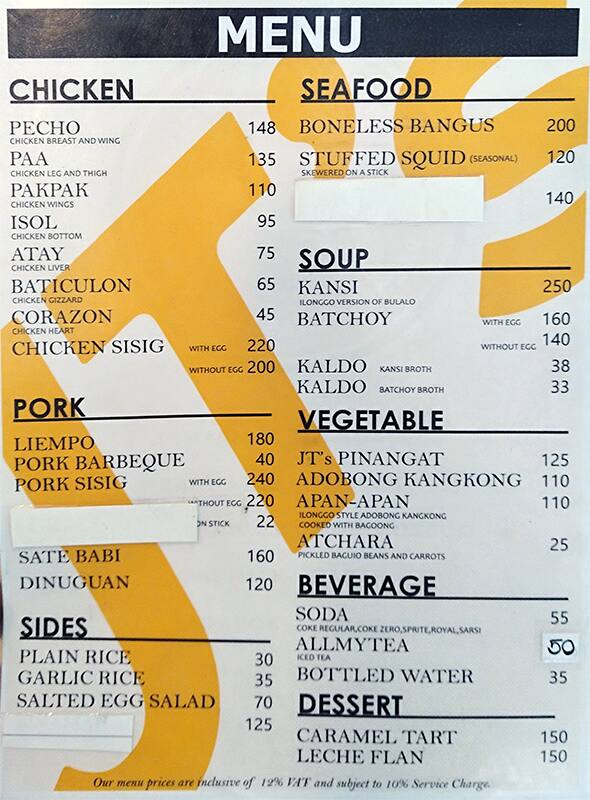 MENU
CHICKEN
PECHO 148
CHICKEN BREAST AND WING
PAA 135
CHICKEN LEG AND THIGH
PAKPAK 110
CHICKEN WINGS
ISOL 95
CHICKEN BOTTOM
ATAY 75
CHICKEN LIVER
BATICULON 65
CHICKEN GIZZARD
CORAZON 45
CHICKEN HEART
CHICKEN SISIG WITH EGG 220
WITHOUT EGG 200
PORK
LIEMPO 180
PORK BARBEQUE 40
PORK SISIG WITH EGG 240
WITHOUT EGG 220
ON STICK 22
SATE BABI 160
DINUGUAN 120
SIDES
PLAIN RICE 30
GARLIC RICE 35
SALTED EGG SALAD 70
125
SEAFOOD
BONELESS BANGUS 200
STUFFED SQUID (SEASONAL) 120
SKEWERED ON A STICK
140
SOUP
KANSI 250
ILONGGO VERSION OF BULALO
BATCHOY WITH EGG 160
WITHOUT EGG 140
KALDO KANSI BROTH 38
KALDO BATCHOY BROTH 33
VEGETABLE
JT's PINANGAT 125
ADOBONG KANGKONG 110
APAN-APAN 110
ILONGGO STYLE ADOBONG KANGKONG
COOKED WITH BAGOONG
ATCHARA 25
PICKLED BAGUIO BEANS AND CARROTS
BEVERAGE
SODA 55
COKE REGULAR,COKE ZERO,SPRITE,ROYAL,SARSI
ALLMYTEA 50
ICED TEA
BOTTLED WATER 35
DESSERT
CARAMEL TART 150
LECHE FLAN 150
Our menu prices are inclusive of 12% VAT and subject to 10% Service Charge.
JT's